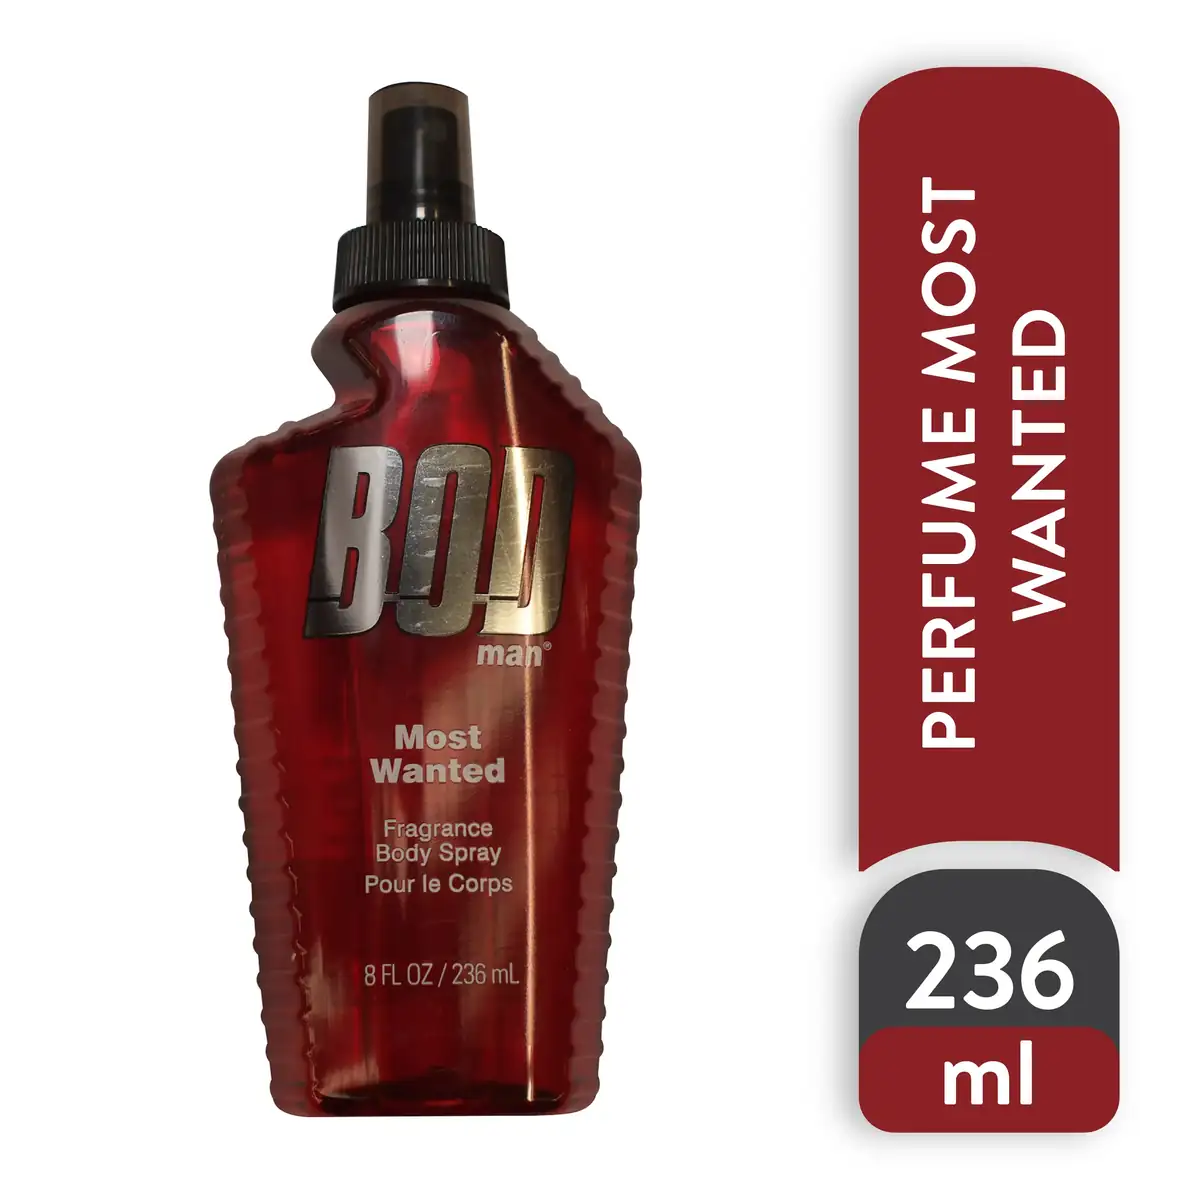 BOD
man®
Most
Wanted
Fragrance
Body Spray
Pour le Corps
8 FL OZ / 236 mL
PERFUME MOST
WANTED
236
ml